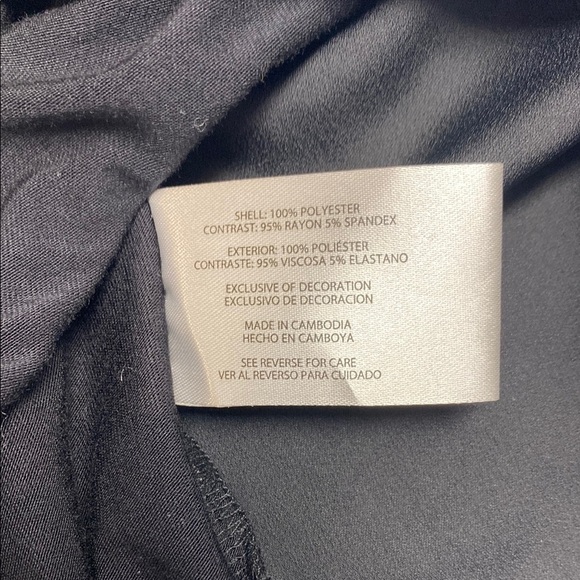 SHELL: 100% POLYESTER
CONTRAST: 95% RAYON 5% SPANDEX
EXTERIOR: 100% POLIÉSTER
CONTRASTE: 95% VISCOSA 5% ELASTANO
EXCLUSIVE OF DECORATION
EXCLUSIVO DE DECORACION
MADE IN CAMBODIA
HECHO EN CAMBOYA
SEE REVERSE FOR CARE
VER AL REVERSO PARA CUIDADO